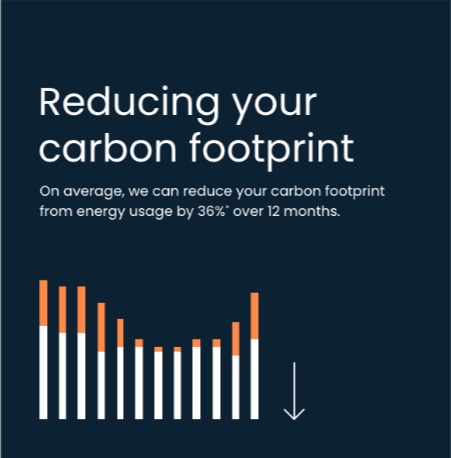 Reducing your
carbon footprint
On average, we can reduce your carbon footprint
from energy usage by 36%* over 12 months.